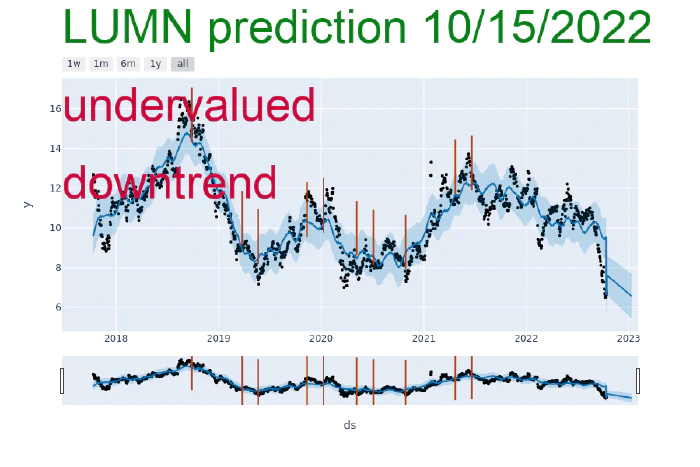 LUMN prediction 10/15/2022
1w 1m 6m 1y all
undervalued
downtrend
y
16
14
12
10
8
6
2018 2019 2020 2021 2022 2023
ds